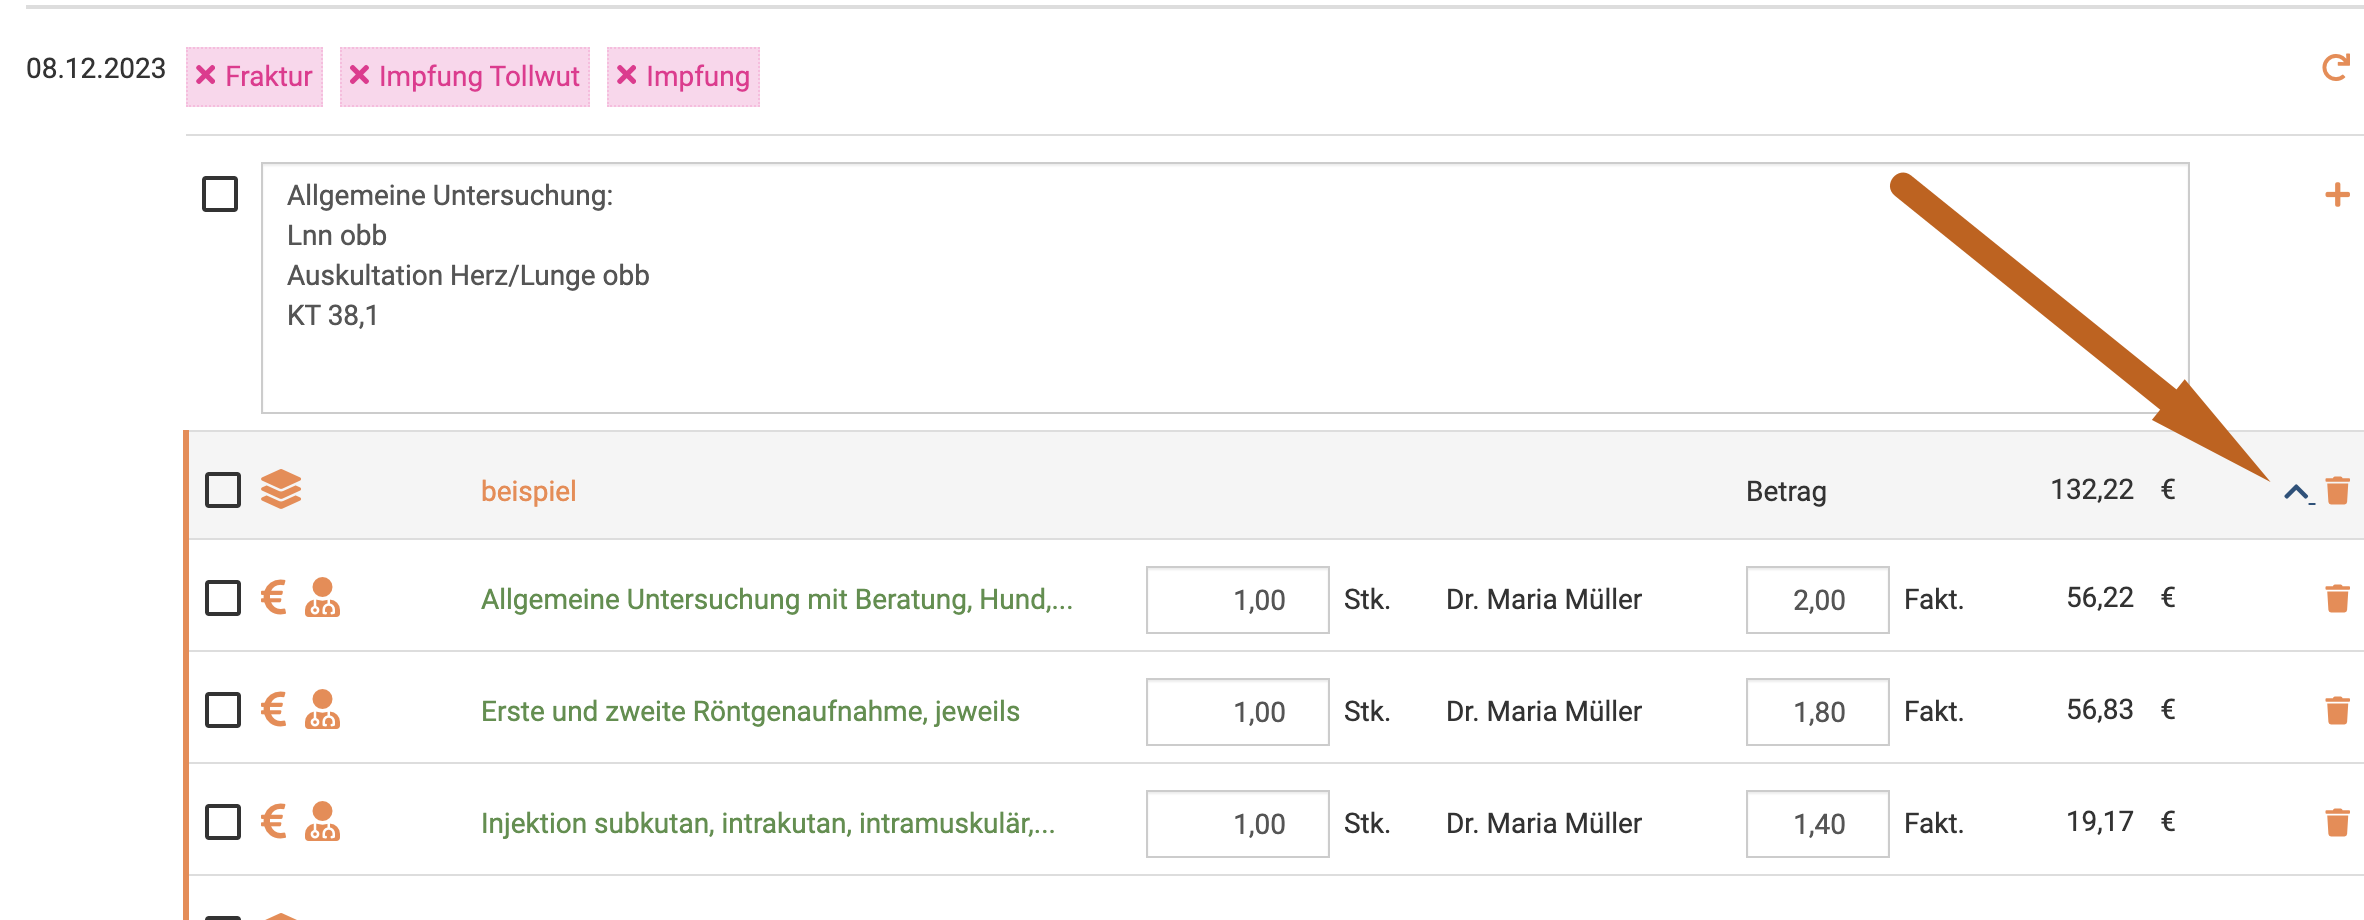 08.12.2023 Fraktur Impfung Tollwut Impfung
Allgemeine Untersuchung:
Lnn obb
Auskultation Herz/Lunge obb
KT 38,1
beispiel Betrag 132,22 €
Allgemeine Untersuchung mit Beratung, Hund,... 1,00 Stk. Dr. Maria Müller 2,00 Fakt. 56,22 €
Erste und zweite Röntgenaufnahme, jeweils 1,00 Stk. Dr. Maria Müller 1,80 Fakt. 56,83 €
Injektion subkutan, intrakutan, intramuskulär,... 1,00 Stk. Dr. Maria Müller 1,40 Fakt. 19,17 €